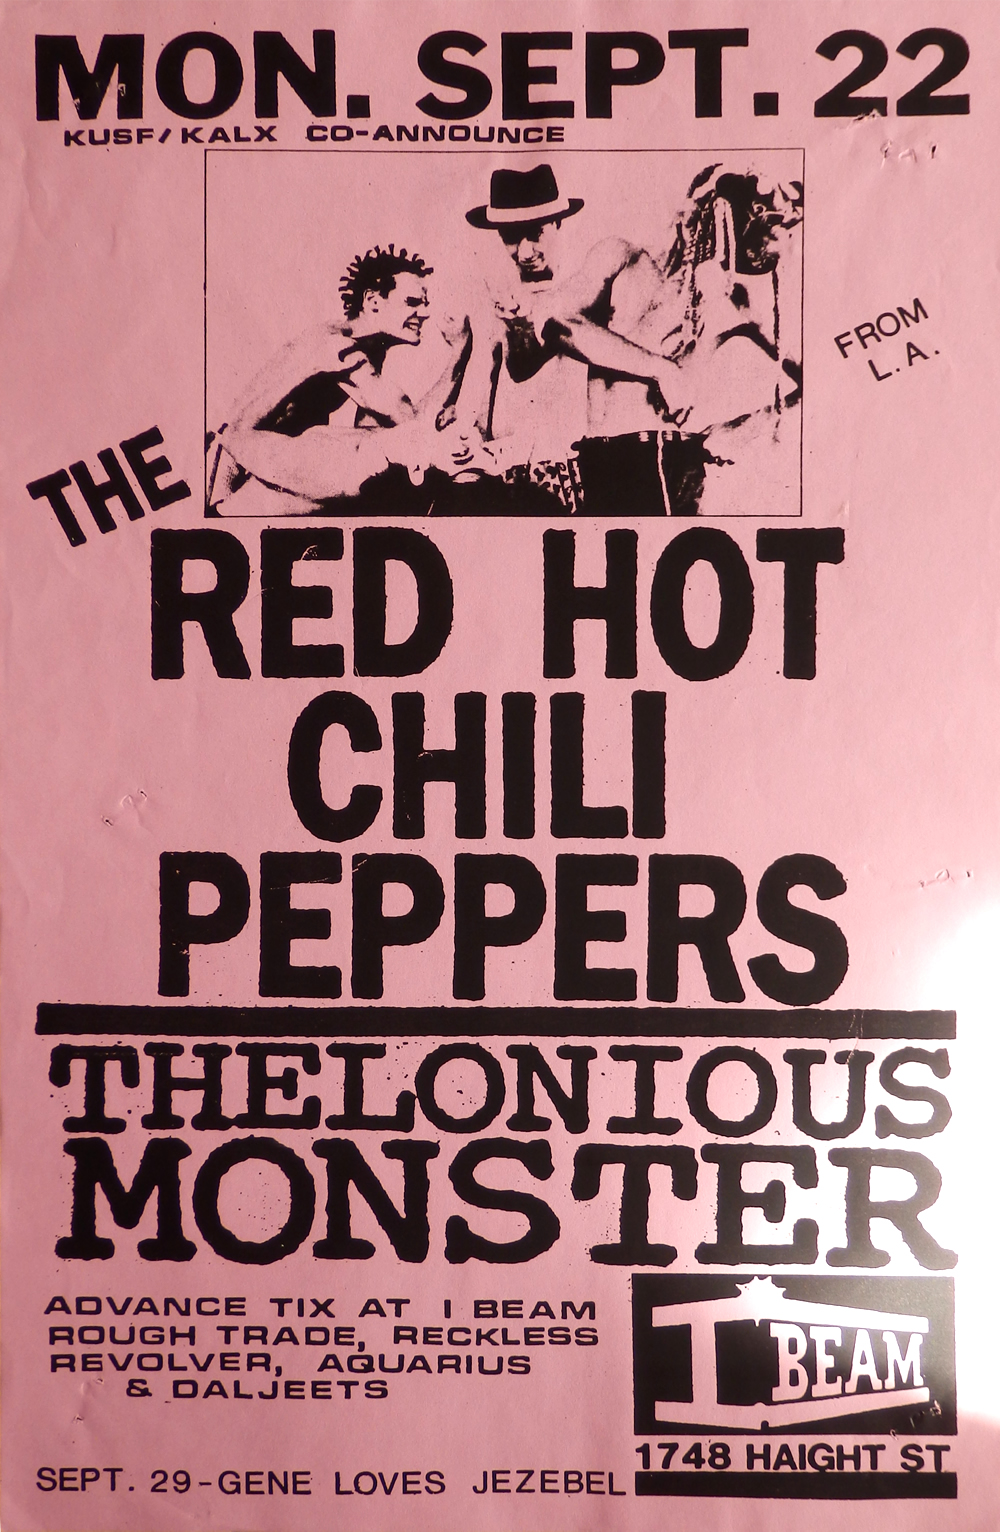 MON. SEPT. 22
KUSF/KALX CO-ANNOUNCE
FROM
L.A.
THE
RED HOT
CHILI
PEPPERS
THELONIOUS
MONSTER
ADVANCE TIX AT I BEAM
ROUGH TRADE, RECKLESS
REVOLVER, AQUARIUS
& DALJEETS
I BEAM
1748 HAIGHT ST
SEPT. 29-GENE LOVES JEZEBEL